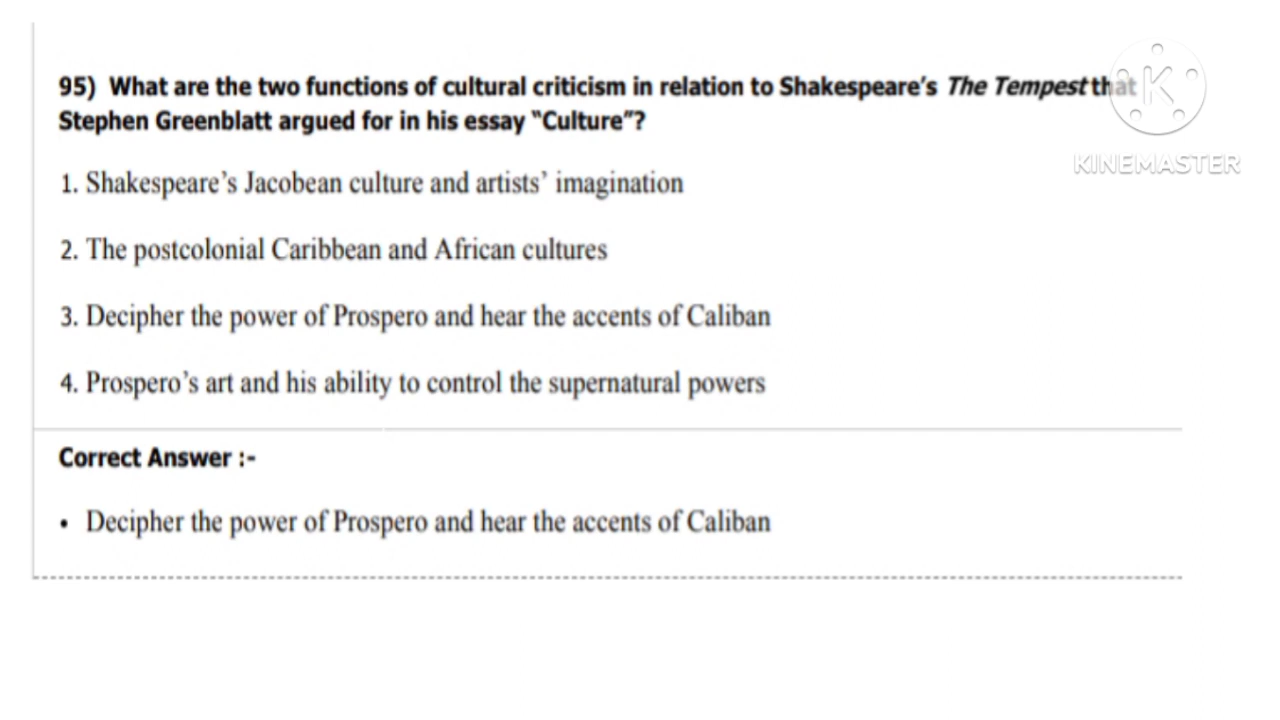 95) What are the two functions of cultural criticism in relation to Shakespeare's The Tempest that
Stephen Greenblatt argued for in his essay "Culture"?
KINEMASTER
1. Shakespeare's Jacobean culture and artists' imagination
2. The postcolonial Caribbean and African cultures
3. Decipher the power of Prospero and hear the accents of Caliban
4. Prospero's art and his ability to control the supernatural powers
Correct Answer :-
• Decipher the power of Prospero and hear the accents of Caliban